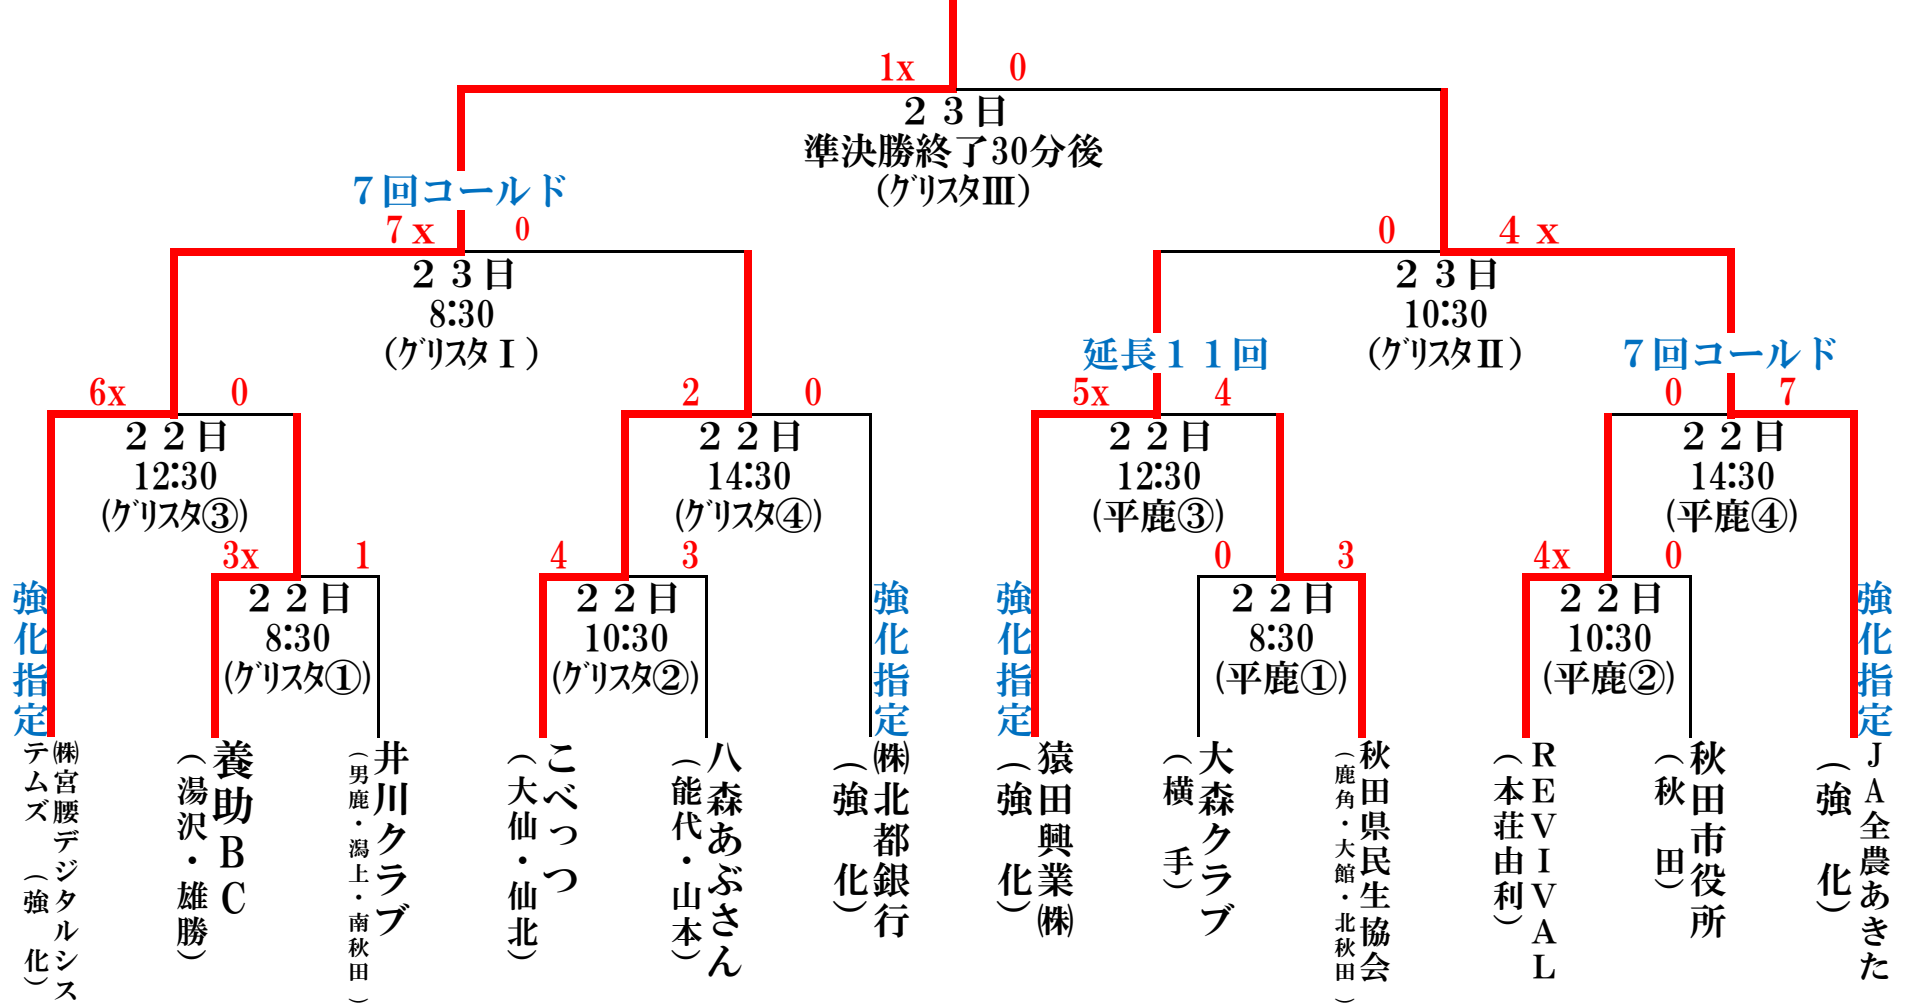 1x 0
２３日
準決勝終了30分後
(ｸﾞﾘｽﾀⅢ)
７回コールド
7ｘ 0
２３日
8:30
(ｸﾞﾘｽﾀⅠ)
0 4ｘ
２３日
10:30
(ｸﾞﾘｽﾀⅡ)
延長１１回
７回コールド
6x 0
２２日
12:30
(ｸﾞﾘｽﾀ③)
2 0
２２日
14:30
(ｸﾞﾘｽﾀ④)
5x 4
２２日
12:30
(平鹿③)
0 7
２２日
14:30
(平鹿④)
3x 1
２２日
8:30
(ｸﾞﾘｽﾀ①)
4 3
２２日
10:30
(ｸﾞﾘｽﾀ②)
0 3
２２日
8:30
(平鹿①)
4x 0
２２日
10:30
(平鹿②)
強化指定
強化指定
強化指定
強化指定
㈱宮腰デジタルシス
テムズ（強　化）
養助ＢＣ
（湯沢・雄勝）
井川クラブ
（男鹿・潟上・南秋田）
こべっつ
（大仙・仙北）
八森あぶさん
（能代・山本）
㈱北都銀行
（強　化）
猿田興業㈱
（強　化）
大森クラブ
（横　手）
秋田県民生協会
（鹿角・大館・北秋田）
ＲＥＶＩＶＡＬ
（本荘由利）
秋田市役所
（秋　田）
ＪＡ全農あきた
（強　化）